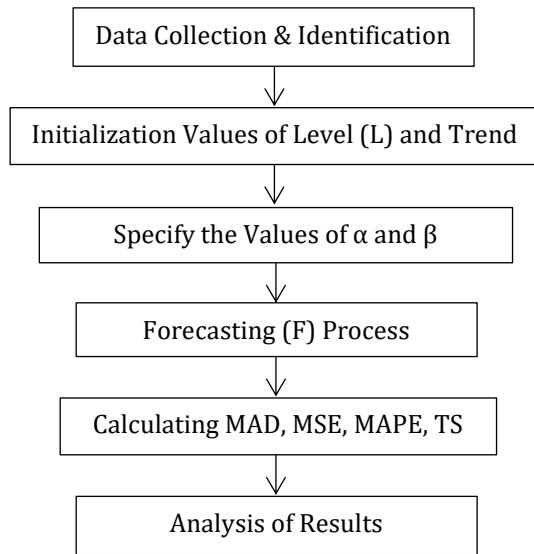 Data Collection & Identification
Initialization Values of Level (L) and Trend
Specify the Values of α and β
Forecasting (F) Process
Calculating MAD, MSE, MAPE, TS
Analysis of Results